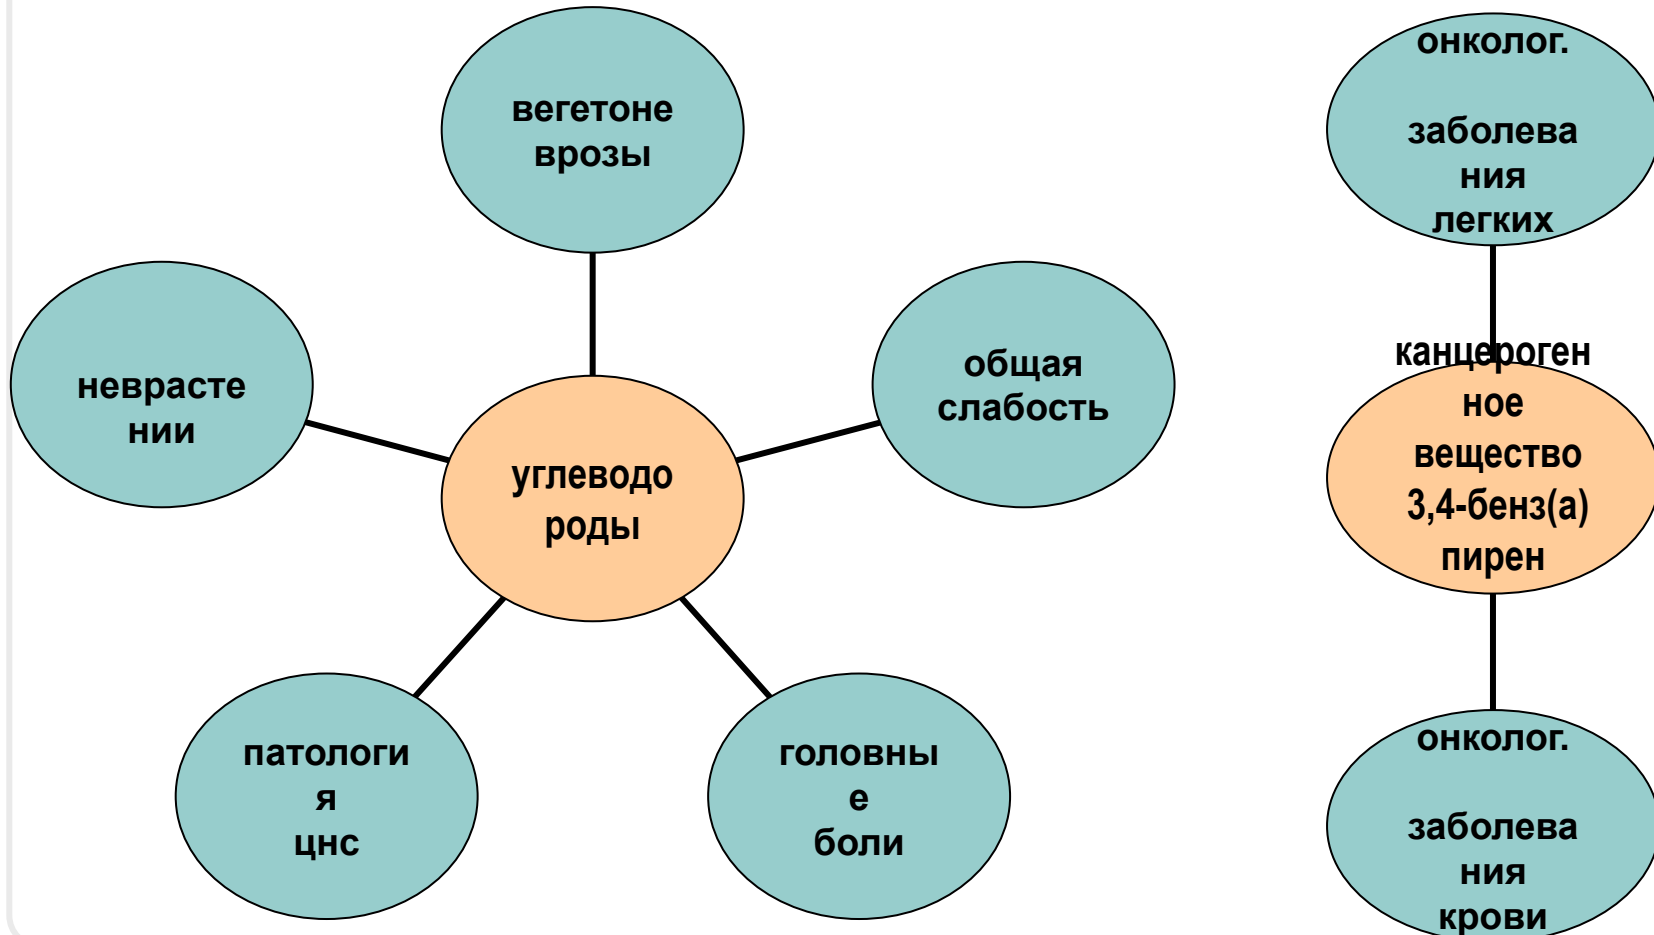 вегетоне
врозы
неврасте
нии
общая
слабость
углеводо
роды
патологи
я
цнс
головны
е
боли
онколог.
заболева
ния
легких
канцероген
ное
вещество
3,4-бенз(а)
пирен
онколог.
заболева
ния
крови